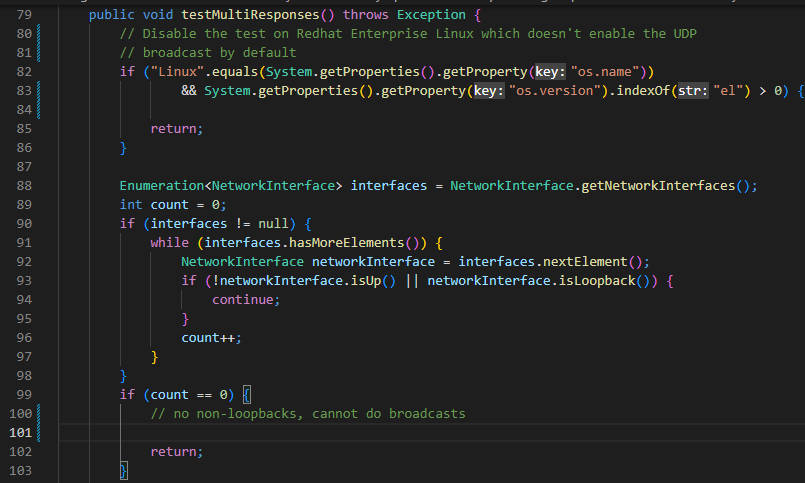 79 public void testMultiResponses() throws Exception {
80 // Disable the test on Redhat Enterprise Linux which doesn't enable the UDP
81 // broadcast by default
82 if ("Linux".equals(System.getProperties().getProperty(key: "os.name"))
83 && System.getProperties().getProperty(key: "os.version").indexOf(str: "el") > 0) {
84
85 return;
86 }
87
88 Enumeration<NetworkInterface> interfaces = NetworkInterface.getNetworkInterfaces();
89 int count = 0;
90 if (interfaces != null) {
91 while (interfaces.hasMoreElements()) {
92 NetworkInterface networkInterface = interfaces.nextElement();
93 if (!networkInterface.isUp() || networkInterface.isLoopback()) {
94 continue;
95 }
96 count++;
97 }
98 }
99 if (count == 0) {
100 // no non-loopbacks, cannot do broadcasts
101
102 return;
103 }